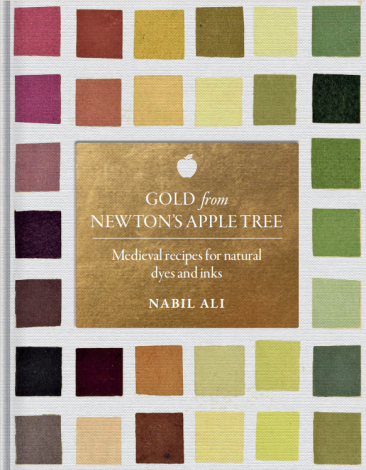 GOLD from
NEWTON'S APPLE TREE
Medieval recipes for natural
dyes and inks
NABIL ALI